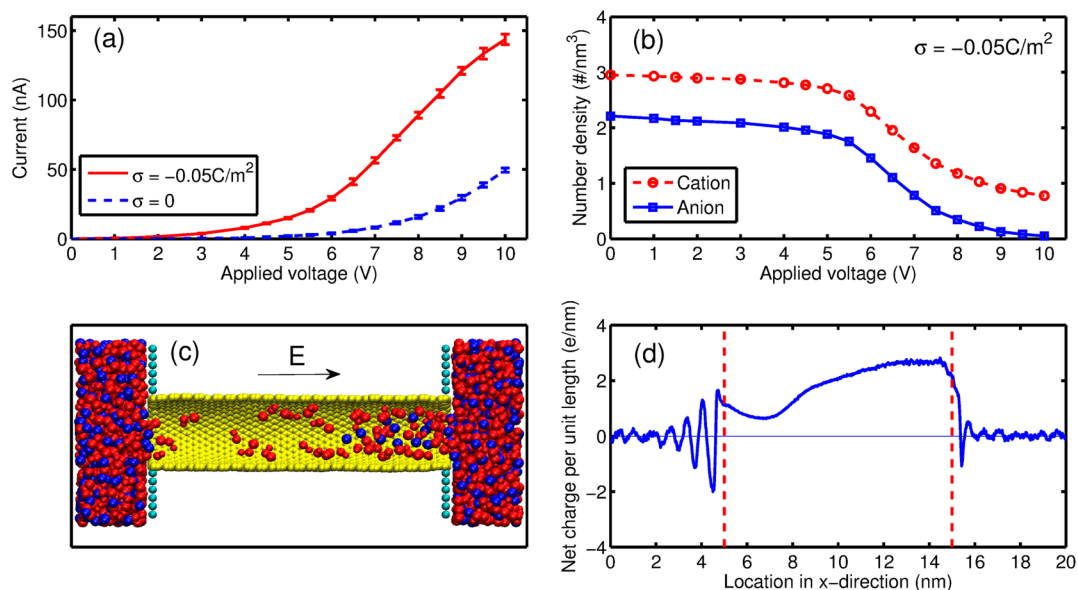 (a)
150
100
50
0
Current (nA)
σ = −0.05C/m²
σ = 0
0 1 2 3 4 5 6 7 8 9 10
Applied voltage (V)
(b)
σ = −0.05C/m²
4
3
2
1
0
Number density (#/nm³)
Cation
Anion
0 1 2 3 4 5 6 7 8 9 10
Applied voltage (V)
(c)
E
(d)
4
2
0
−2
−4
Net charge per unit length (e/nm)
0 2 4 6 8 10 12 14 16 18 20
Location in x−direction (nm)